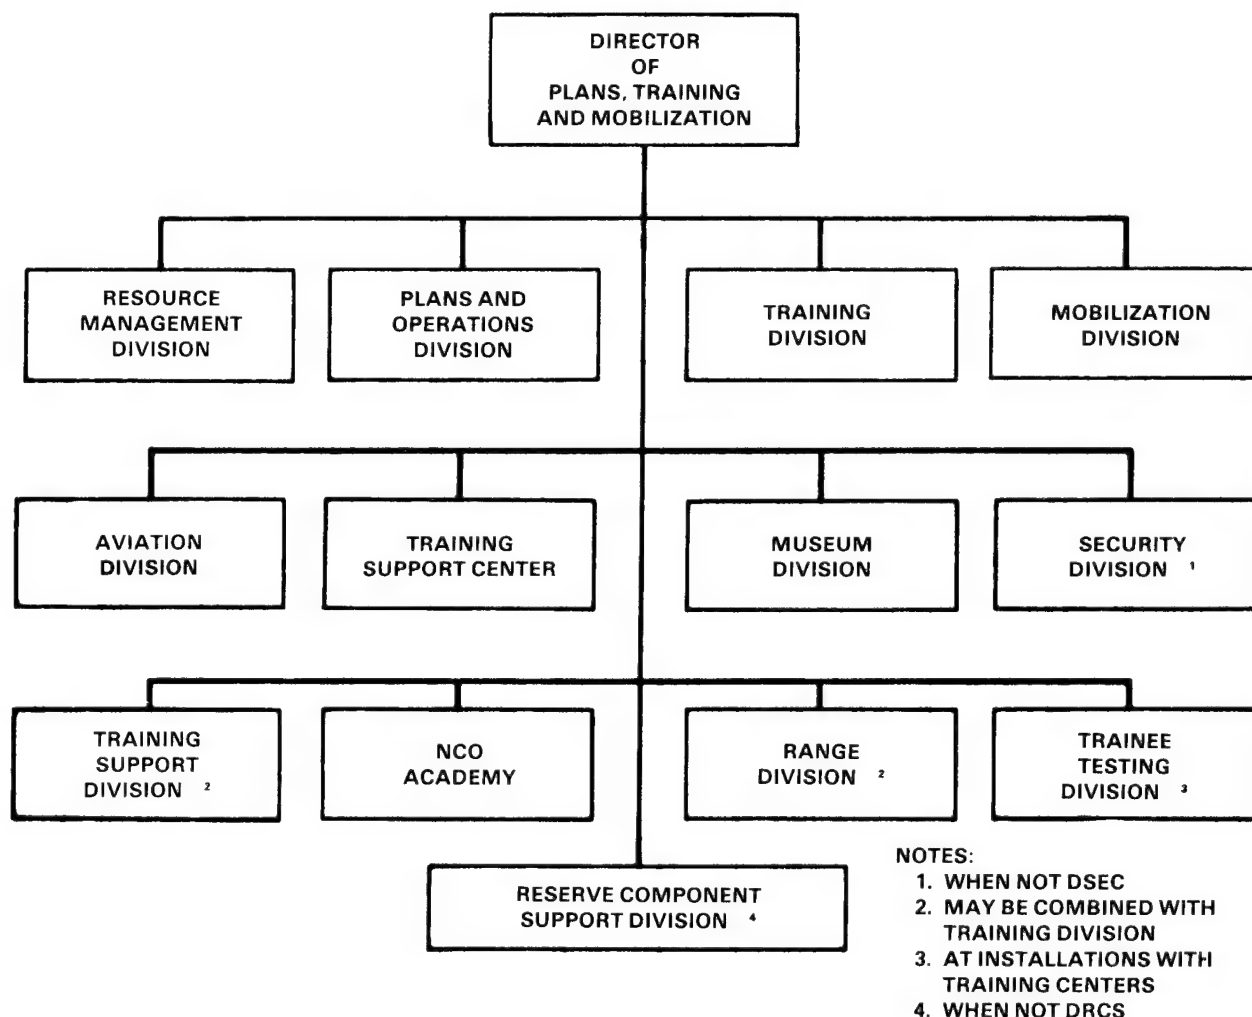 DIRECTOR
OF
PLANS, TRAINING
AND MOBILIZATION
RESOURCE
MANAGEMENT
DIVISION
PLANS AND
OPERATIONS
DIVISION
TRAINING
DIVISION
MOBILIZATION
DIVISION
AVIATION
DIVISION
TRAINING
SUPPORT CENTER
MUSEUM
DIVISION
SECURITY
DIVISION 1
TRAINING
SUPPORT
DIVISION 2
NCO
ACADEMY
RANGE
DIVISION 2
TRAINEE
TESTING
DIVISION 3
RESERVE COMPONENT
SUPPORT DIVISION 4
NOTES:
1. WHEN NOT DSEC
2. MAY BE COMBINED WITH
TRAINING DIVISION
3. AT INSTALLATIONS WITH
TRAINING CENTERS
4. WHEN NOT DRCS